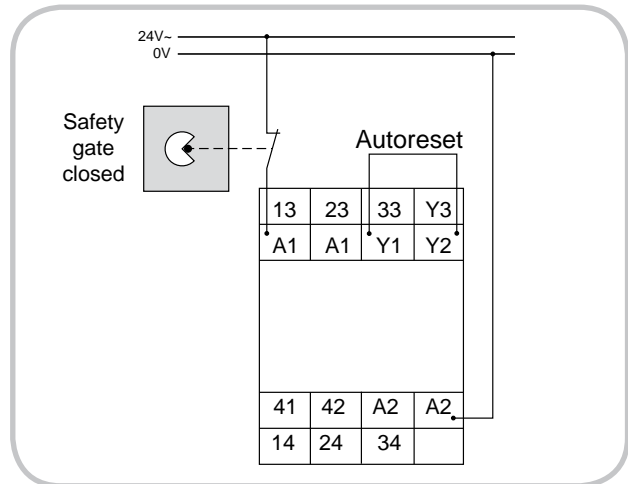 24V~
0V
Safety
gate
closed
Autoreset
13 23 33 Y3
A1 A1 Y1 Y2
41 42 A2 A2
14 24 34